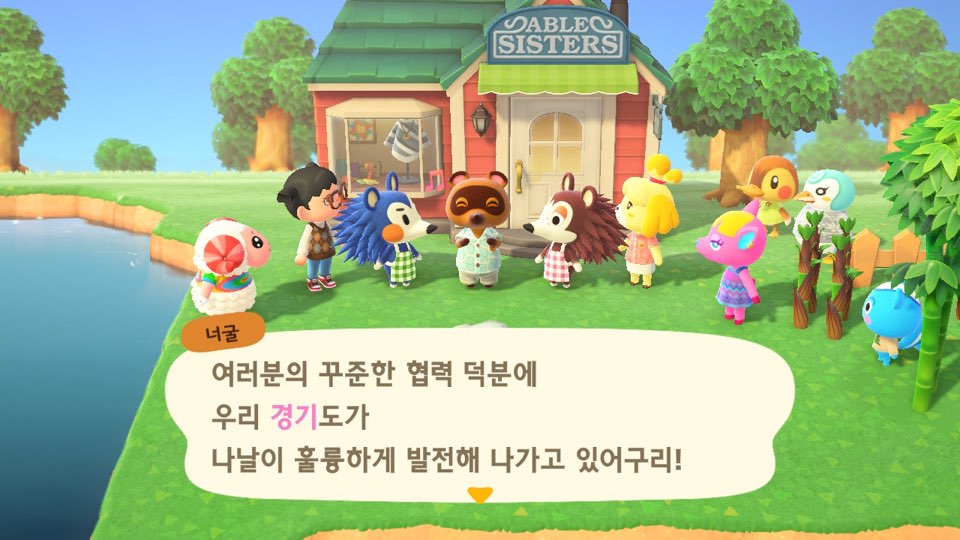 ABLE
SISTERS
너굴
여러분의 꾸준한 협력 덕분에
우리 경기도가
나날이 훌륭하게 발전해 나가고 있어구리!